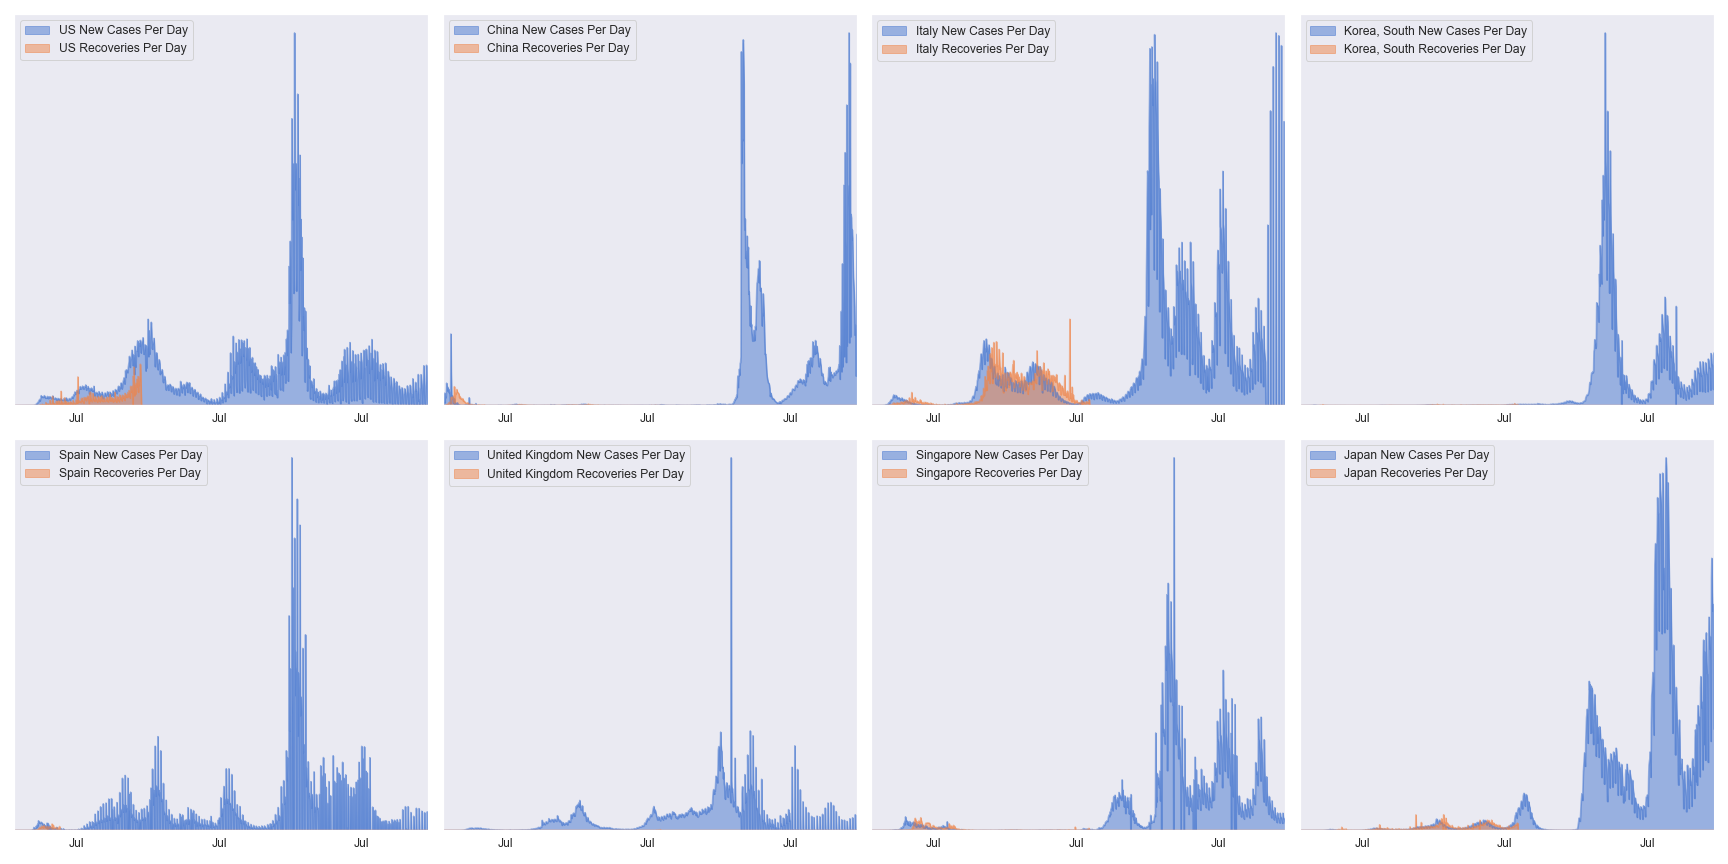 US New Cases Per Day
US Recoveries Per Day
China New Cases Per Day
China Recoveries Per Day
Italy New Cases Per Day
Italy Recoveries Per Day
Korea, South New Cases Per Day
Korea, South Recoveries Per Day
Jul Jul Jul
Jul Jul Jul
Jul Jul Jul
Jul Jul Jul
Spain New Cases Per Day
Spain Recoveries Per Day
United Kingdom New Cases Per Day
United Kingdom Recoveries Per Day
Singapore New Cases Per Day
Singapore Recoveries Per Day
Japan New Cases Per Day
Japan Recoveries Per Day
Jul Jul Jul
Jul Jul Jul
Jul Jul Jul
Jul Jul Jul